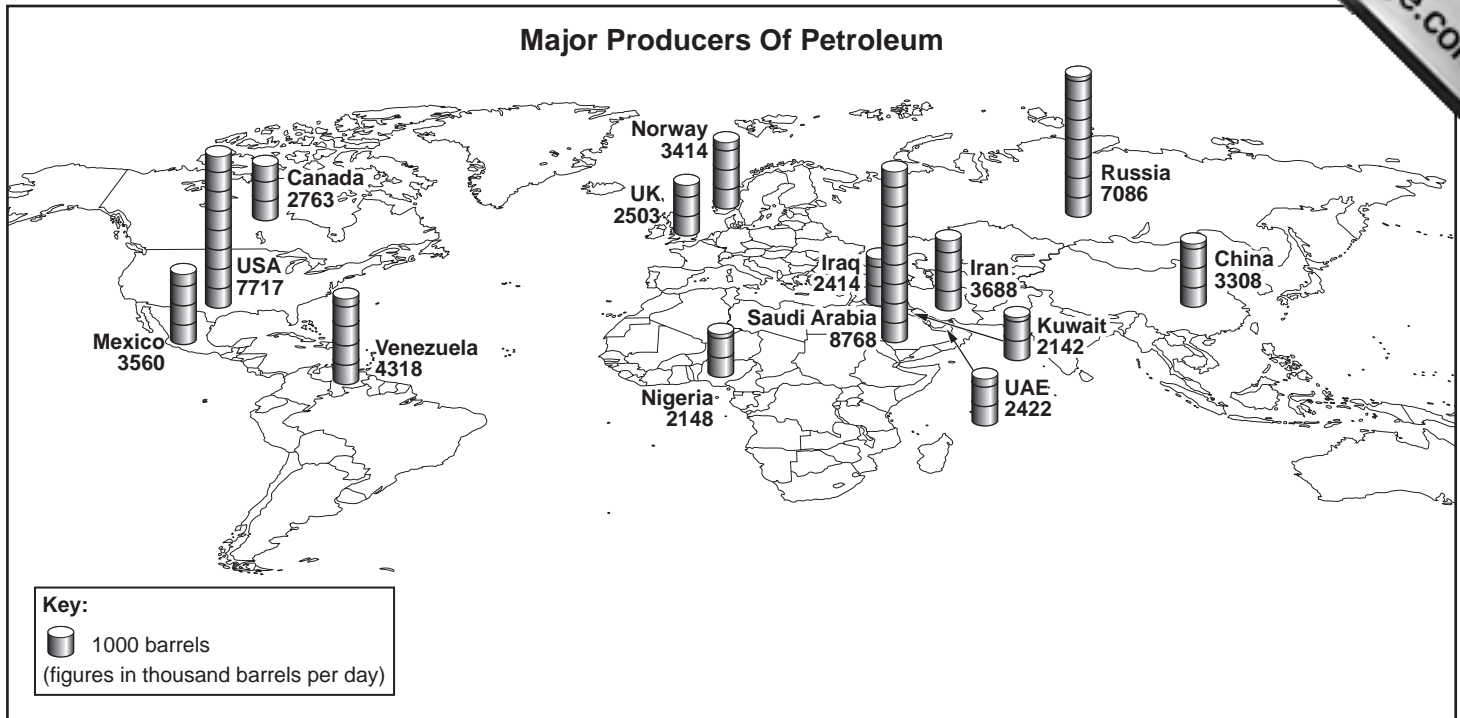 Major Producers Of Petroleum
Norway
3414
Canada
2763
UK
2503
Russia
7086
USA
7717
Iraq
2414
Iran
3688
China
3308
Mexico
3560
Venezuela
4318
Saudi Arabia
8768
Kuwait
2142
Nigeria
2148
UAE
2422
Key:
1000 barrels
(figures in thousand barrels per day)